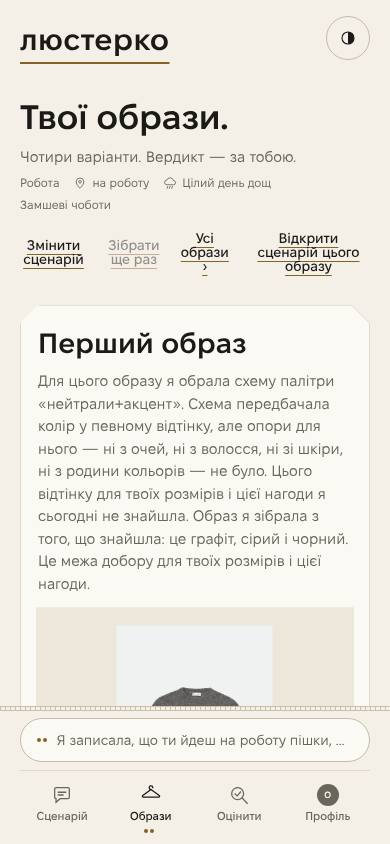 люстерко
Твої образи.
Чотири варіанти. Вердикт — за тобою.
Робота на роботу Цілий день дощ
Замшеві чоботи
Змінити
сценарій
Зібрати
ще раз
Усі
образи
›
Відкрити
сценарій цього
образу
Перший образ
Для цього образу я обрала схему палітри
«нейтрали+акцент». Схема передбачала
колір у певному відтінку, але опори для
нього — ні з очей, ні з волосся, ні зі шкіри,
ні з родини кольорів — не було. Цього
відтінку для твоїх розмірів і цієї нагоди я
сьогодні не знайшла. Образ я зібрала з
того, що знайшла: це графіт, сірий і чорний.
Це межа добору для твоїх розмірів і цієї
нагоди.
Я записала, що ти йдеш на роботу пішки, ...
Сценарій Образи Оцінити Профіль